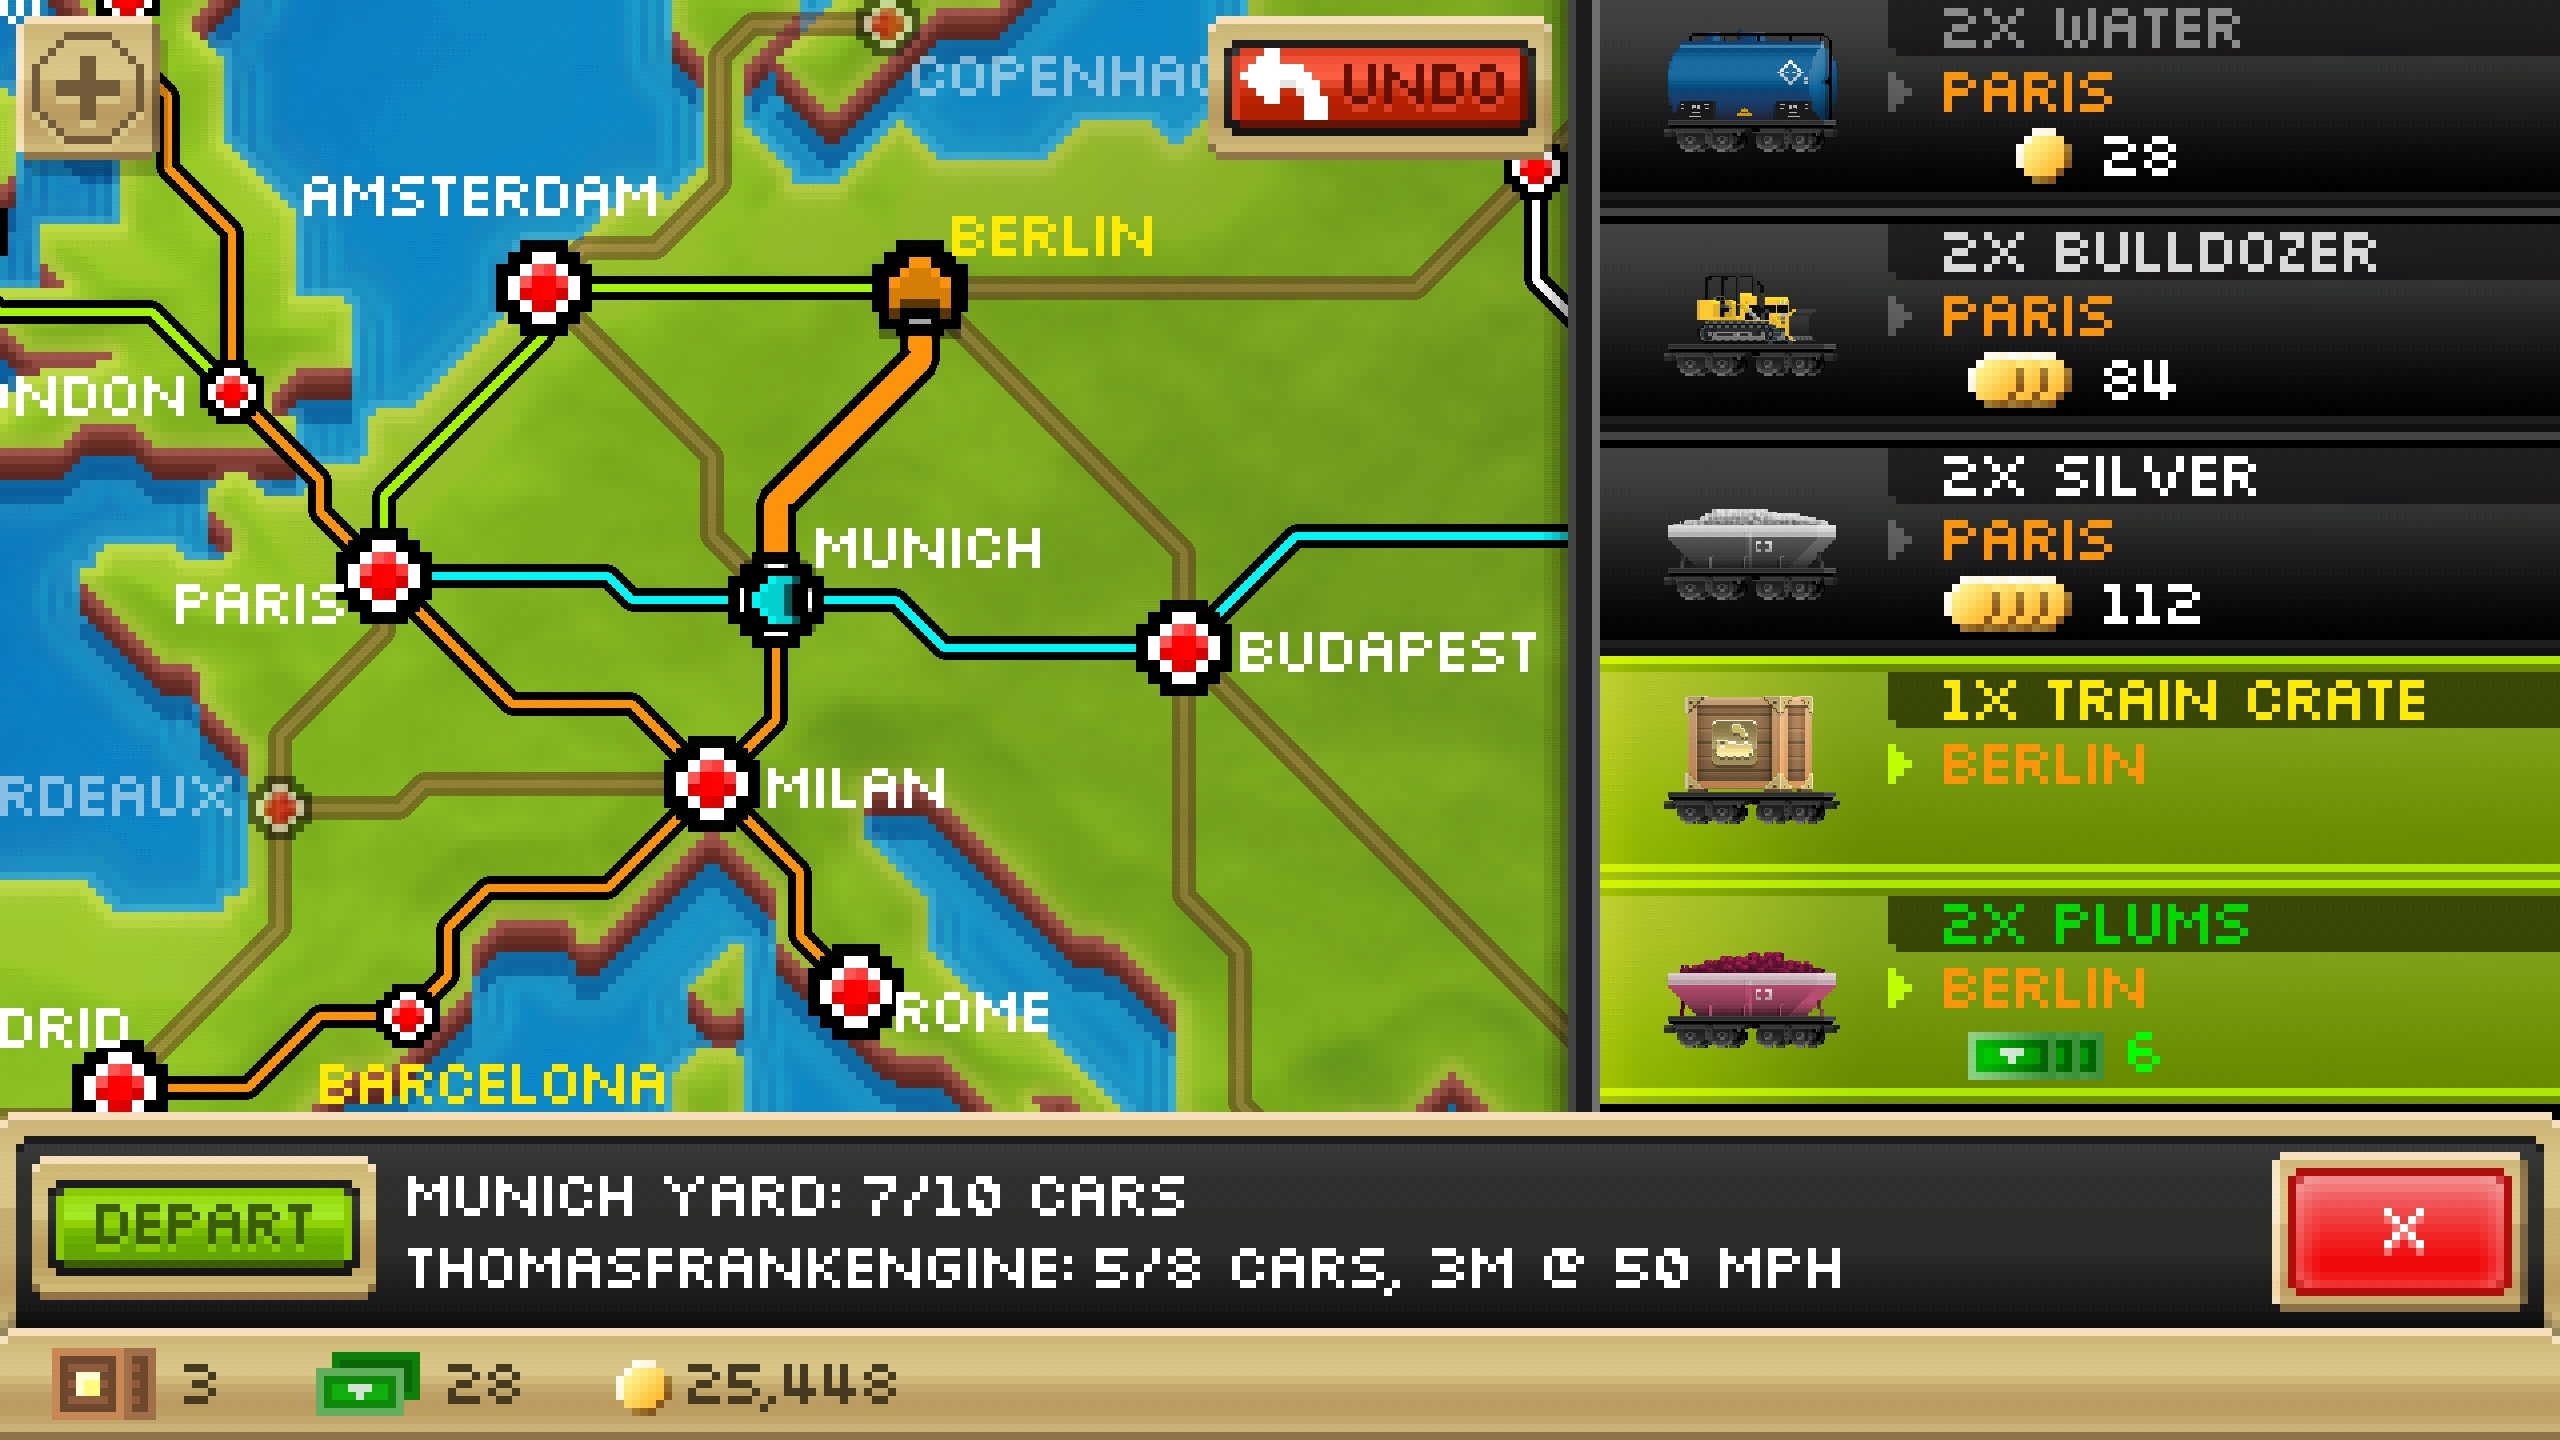 COPENHAG
UNDO
AMSTERDAM
BERLIN
NDON
MUNICH
PARIS
BUDAPEST
RDEAUX
MILAN
DRID
ROME
BARCELONA
2X WATER
PARIS
28
2X BULLDOZER
PARIS
84
2X SILVER
PARIS
112
1X TRAIN CRATE
BERLIN
2X PLUMS
BERLIN
6
DEPART
MUNICH YARD: 7/10 CARS
THOMASFRANKENGINE: 5/8 CARS, 3M @ 50 MPH
X
3 28 25,448